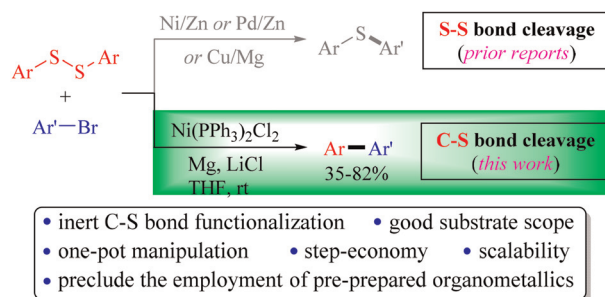 Ni/Zn or Pd/Zn
or Cu/Mg
Ar S Ar'
S-S bond cleavage
(prior reports)
Ar S S Ar
+
Ar'—Br
Ni(PPh3)2Cl2
Mg, LiCl
THF, rt
Ar—Ar'
35-82%
C-S bond cleavage
(this work)
• inert C-S bond functionalization • good substrate scope
• one-pot manipulation • step-economy • scalability
• preclude the employment of pre-prepared organometallics